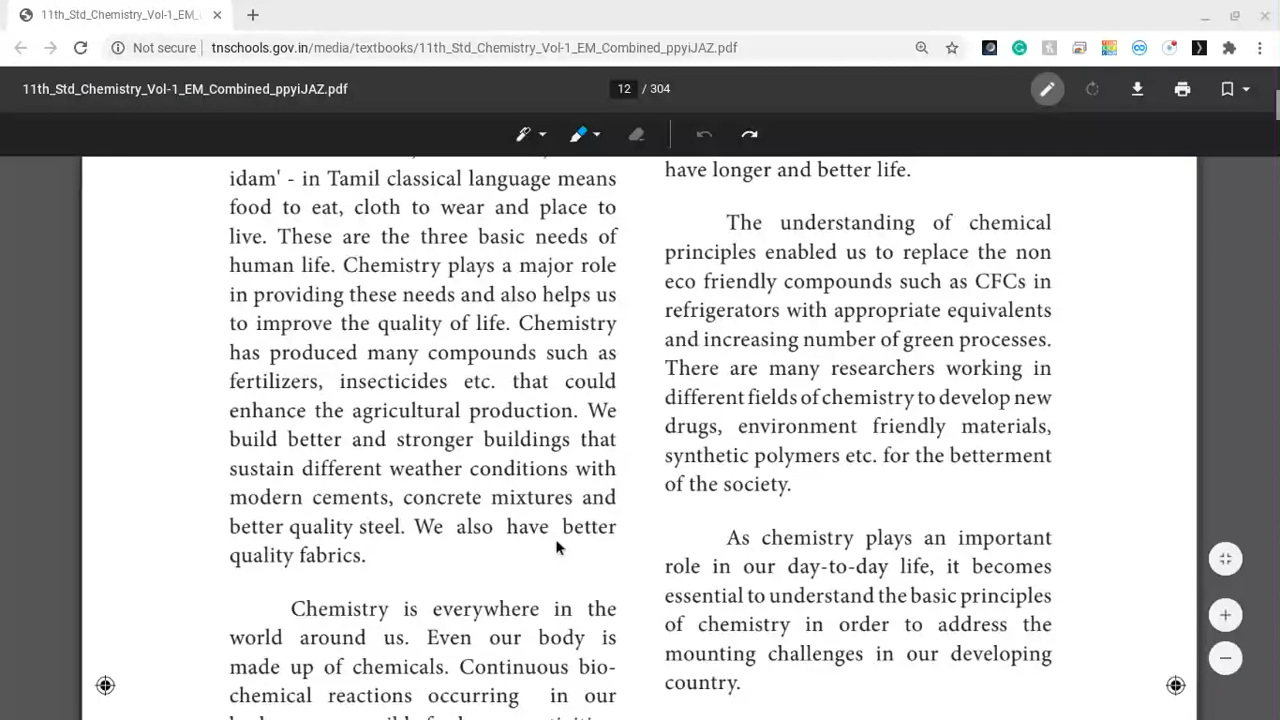 11th_Std_Chemistry_Vol-1_EM_
Not secure
tnschools.gov.in/media/textbooks/11th_Std_Chemistry_Vol-1_EM_Combined_ppyiJAZ.pdf
11th_Std_Chemistry_Vol-1_EM_Combined_ppyiJAZ.pdf
12 / 304
idam' - in Tamil classical language means
food to eat, cloth to wear and place to
live. These are the three basic needs of
human life. Chemistry plays a major role
in providing these needs and also helps us
to improve the quality of life. Chemistry
has produced many compounds such as
fertilizers, insecticides etc. that could
enhance the agricultural production. We
build better and stronger buildings that
sustain different weather conditions with
modern cements, concrete mixtures and
better quality steel. We also have better
quality fabrics.
Chemistry is everywhere in the
world around us. Even our body is
made up of chemicals. Continuous bio-
chemical reactions occurring in our
have longer and better life.
The understanding of chemical
principles enabled us to replace the non
eco friendly compounds such as CFCs in
refrigerators with appropriate equivalents
and increasing number of green processes.
There are many researchers working in
different fields of chemistry to develop new
drugs, environment friendly materials,
synthetic polymers etc. for the betterment
of the society.
As chemistry plays an important
role in our day-to-day life, it becomes
essential to understand the basic principles
of chemistry in order to address the
mounting challenges in our developing
country.